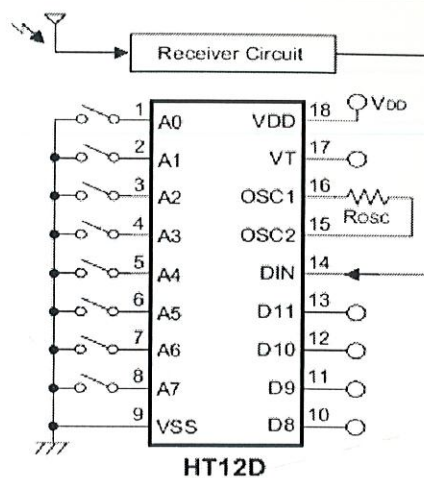 Receiver Circuit
1 A0 VDD 18 VDD
2 A1 VT 17
3 A2 OSC1 16
ROSC
4 A3 OSC2 15
5 A4 DIN 14
6 A5 D11 13
7 A6 D10 12
8 A7 D9 11
9 VSS D8 10
HT12D